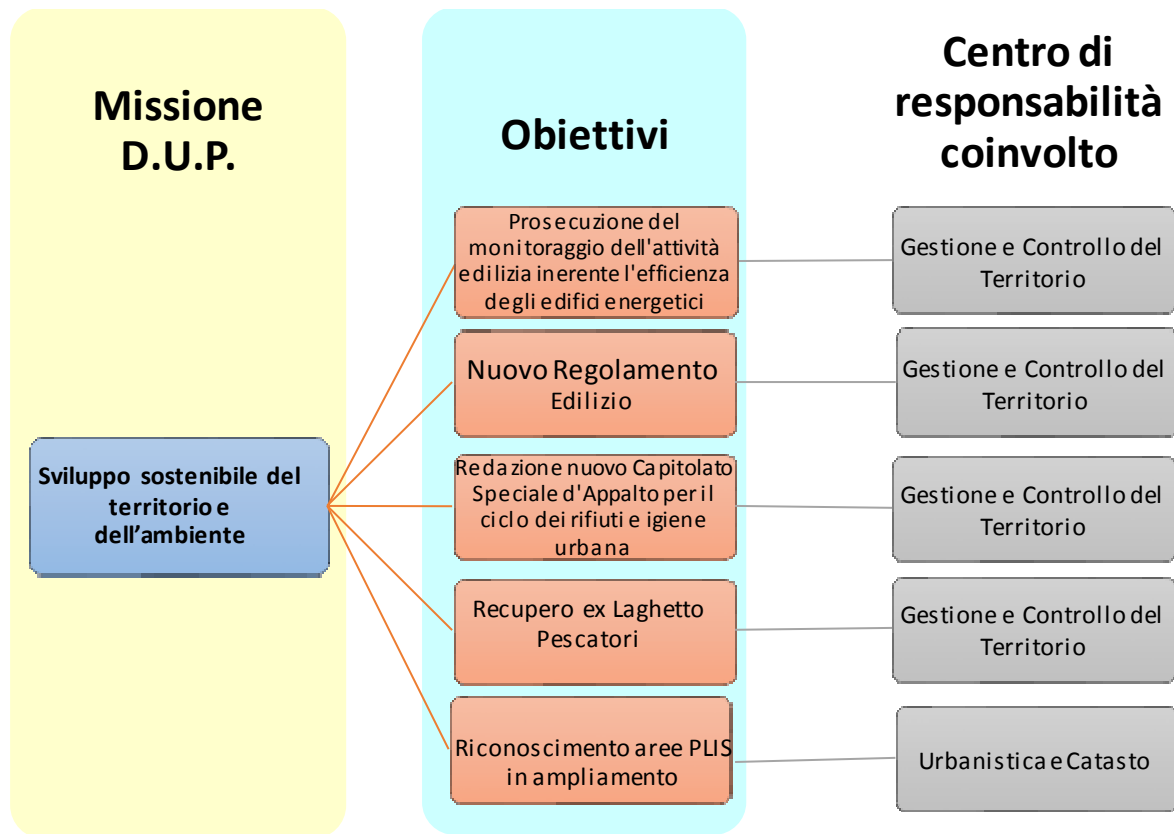 Missione
D.U.P.
Obiettivi
Centro di
responsabilità
coinvolto
Sviluppo sostenibile del
territorio e
dell'ambiente
Prosecuzione del
monitoraggio dell'attività
edilizia inerente l'efficienza
degli edifici energetici
Gestione e Controllo del
Territorio
Nuovo Regolamento
Edilizio
Gestione e Controllo del
Territorio
Redazione nuovo Capitolato
Speciale d'Appalto per il
ciclo dei rifiuti e igiene
urbana
Gestione e Controllo del
Territorio
Recupero ex Laghetto
Pescatori
Gestione e Controllo del
Territorio
Riconoscimento aree PLIS
in ampliamento
Urbanistica e Catasto